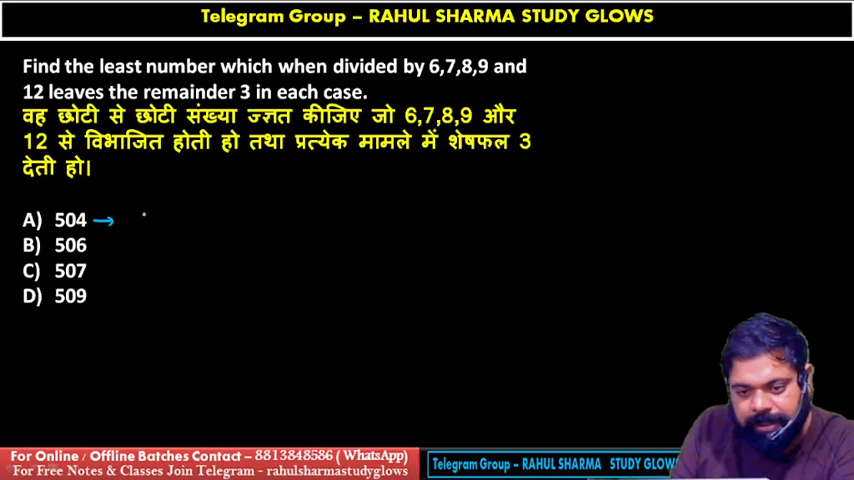 Telegram Group – RAHUL SHARMA STUDY GLOWS
Find the least number which when divided by 6,7,8,9 and
12 leaves the remainder 3 in each case.
वह छोटी से छोटी संख्या ज्ञात कीजिए जो 6,7,8,9 और
12 से विभाजित होती हो तथा प्रत्येक मामले में शेषफल 3
देती हो।
A) 504 →
B) 506
C) 507
D) 509
For Online / Offline Batches Contact – 8813848586 ( WhatsApp)
For Free Notes & Classes Join Telegram - rahulsharmastudyglows
Telegram Group – RAHUL SHARMA STUDY GLOW